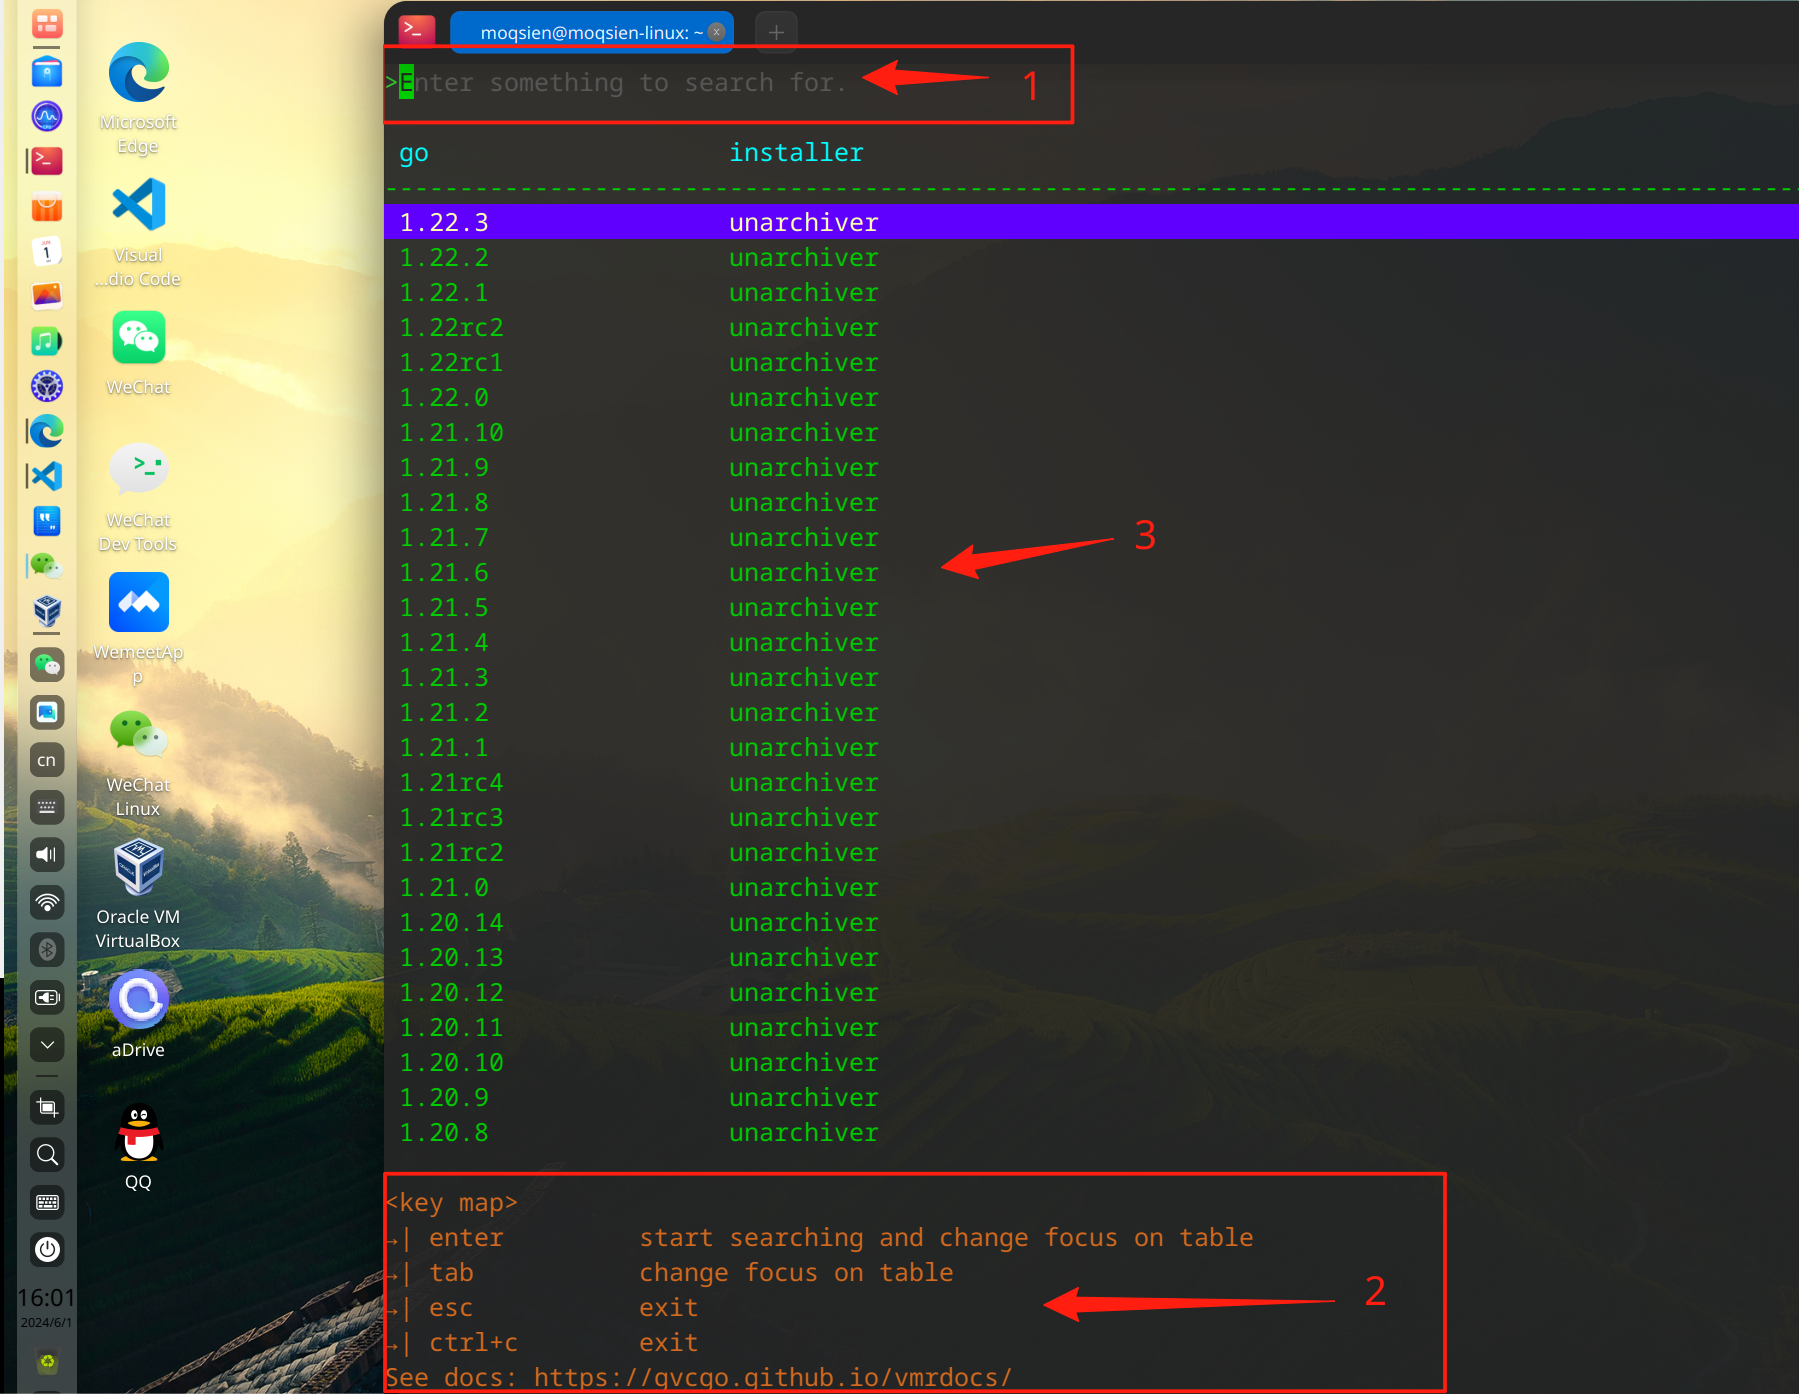 moqsien@moqsien-linux: ~
>Enter something to search for.
1
go installer
1.22.3 unarchiver
1.22.2 unarchiver
1.22.1 unarchiver
1.22rc2 unarchiver
1.22rc1 unarchiver
1.22.0 unarchiver
1.21.10 unarchiver
1.21.9 unarchiver
1.21.8 unarchiver
1.21.7 unarchiver
3
1.21.6 unarchiver
1.21.5 unarchiver
1.21.4 unarchiver
1.21.3 unarchiver
1.21.2 unarchiver
1.21.1 unarchiver
1.21rc4 unarchiver
1.21rc3 unarchiver
1.21rc2 unarchiver
1.21.0 unarchiver
1.20.14 unarchiver
1.20.13 unarchiver
1.20.12 unarchiver
1.20.11 unarchiver
1.20.10 unarchiver
1.20.9 unarchiver
1.20.8 unarchiver
<key map>
→| enter start searching and change focus on table
→| tab change focus on table
→| esc exit
→| ctrl+c exit
2
See docs: https://gvcgo.github.io/vmrdocs/
Microsoft
Edge
Visual
...dio Code
WeChat
WeChat
Dev Tools
WemeetAp
p
WeChat
Linux
Oracle VM
VirtualBox
aDrive
QQ
1
cn
16:01
2024/6/1